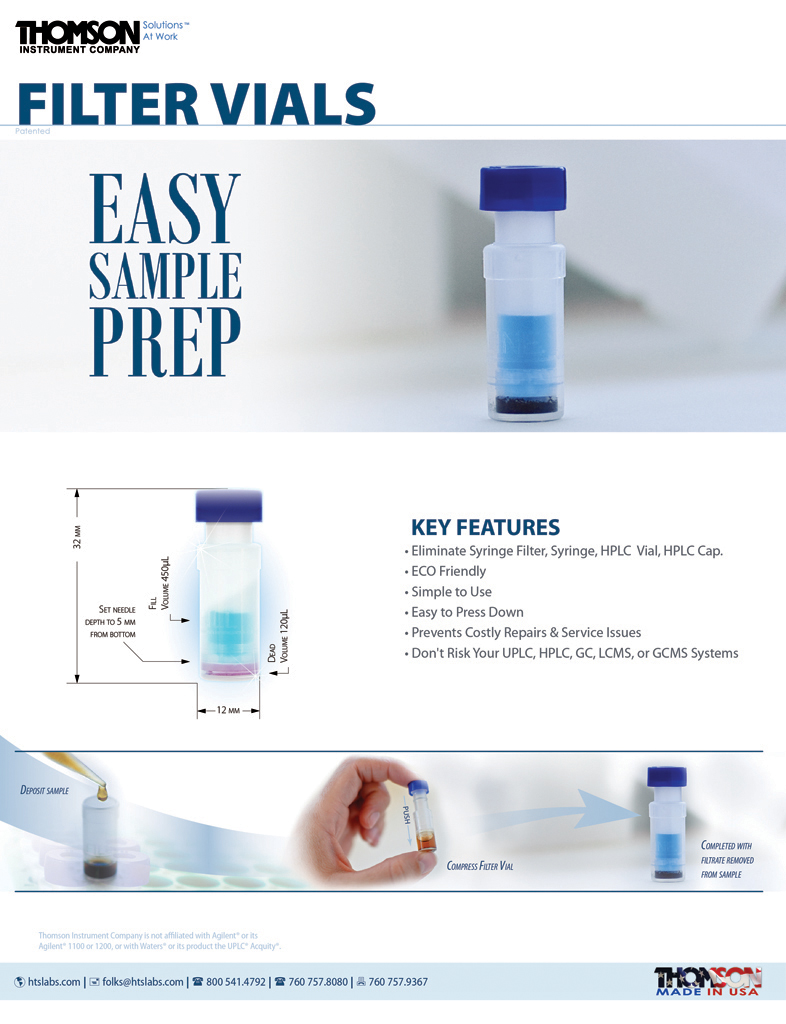 THOMSON
INSTRUMENT COMPANY
Solutions™
At Work
FILTER VIALS
Patented
EASY
SAMPLE
PREP
32 MM
FILL
VOLUME 450µL
SET NEEDLE
DEPTH TO 5 MM
FROM BOTTOM
DEAD
VOLUME 120µL
12 MM
KEY FEATURES
• Eliminate Syringe Filter, Syringe, HPLC Vial, HPLC Cap.
• ECO Friendly
• Simple to Use
• Easy to Press Down
• Prevents Costly Repairs & Service Issues
• Don't Risk Your UPLC, HPLC, GC, LCMS, or GCMS Systems
DEPOSIT SAMPLE
PUSH
COMPRESS FILTER VIAL
COMPLETED WITH
FILTRATE REMOVED
FROM SAMPLE
Thomson Instrument Company is not affiliated with Agilent® or its
Agilent® 1100 or 1200, or with Waters® or its product the UPLC® Acquity®.
htslabs.com | folks@htslabs.com | 800 541.4792 | 760 757.8080 | 760 757.9367
THOMSON
MADE IN USA